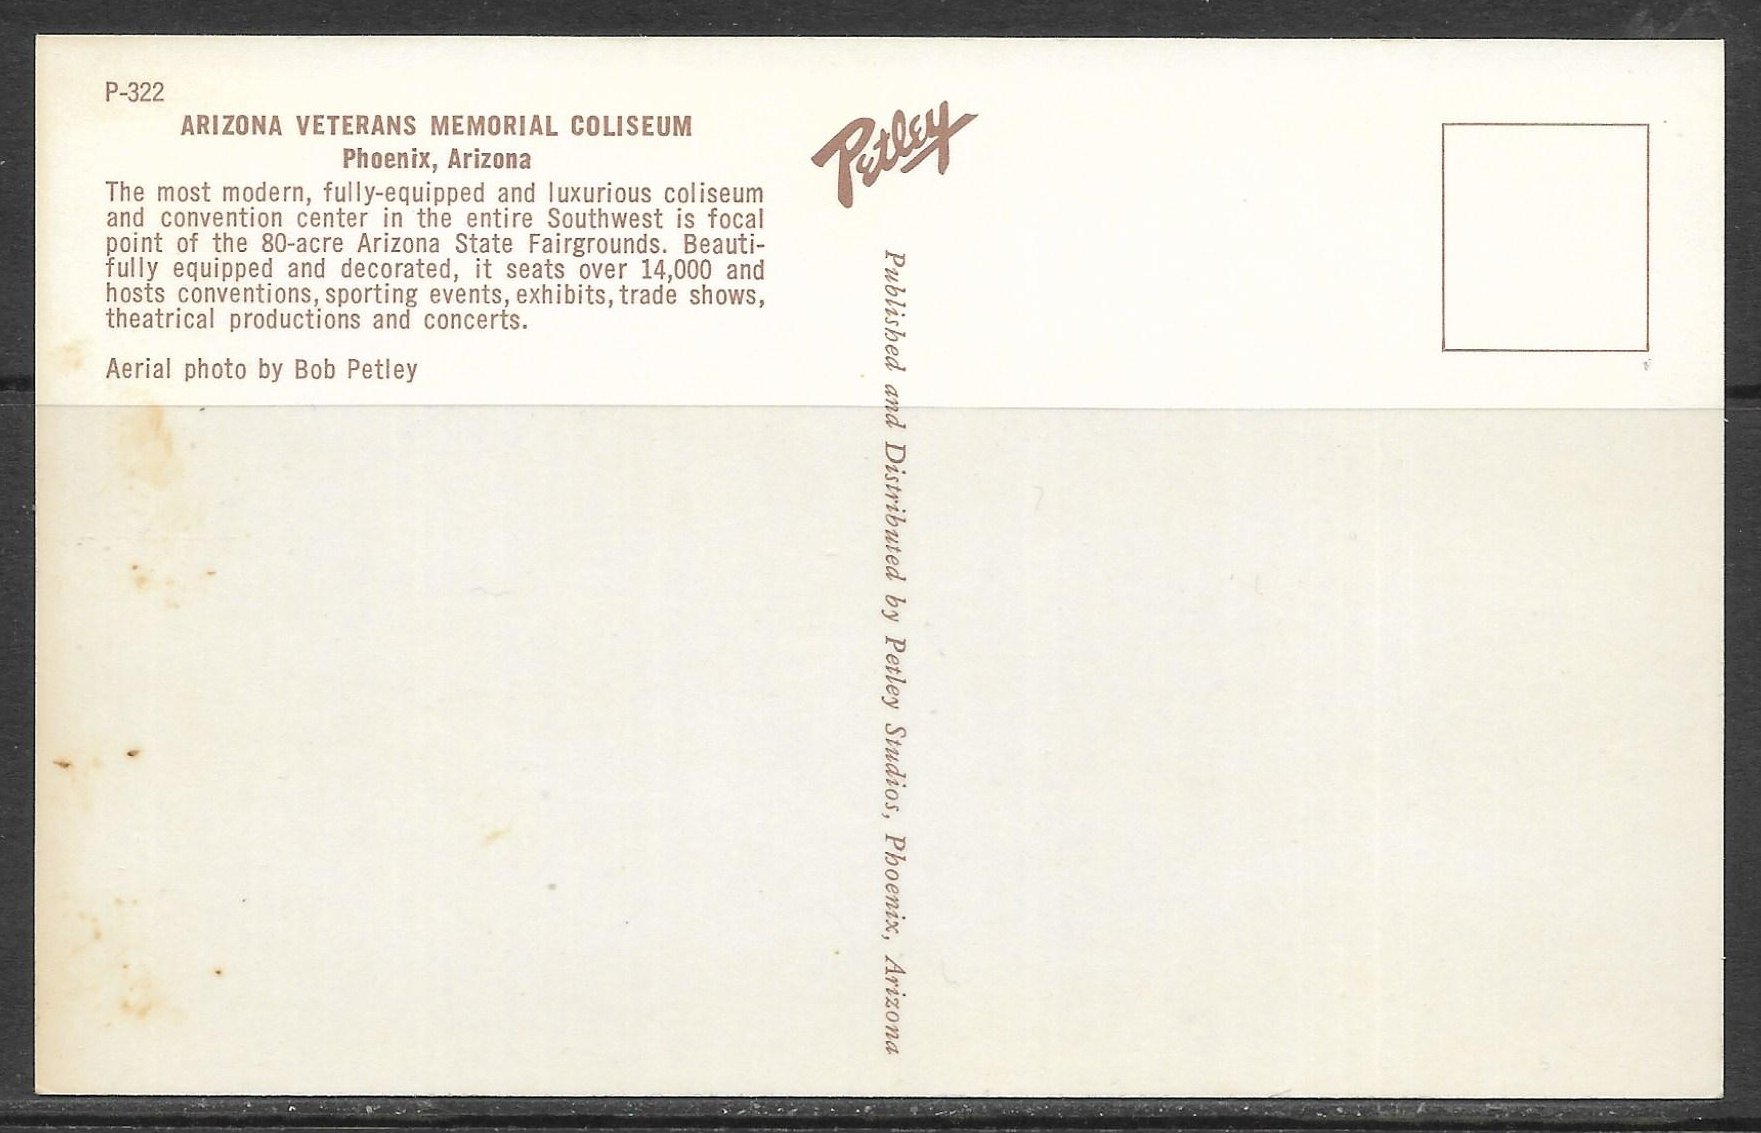 P-322
ARIZONA VETERANS MEMORIAL COLISEUM
Phoenix, Arizona
The most modern, fully-equipped and luxurious coliseum
and convention center in the entire Southwest is focal
point of the 80-acre Arizona State Fairgrounds. Beauti-
fully equipped and decorated, it seats over 14,000 and
hosts conventions, sporting events, exhibits, trade shows,
theatrical productions and concerts.
Aerial photo by Bob Petley
Petley
Published and Distributed by Petley Studios, Phoenix, Arizona